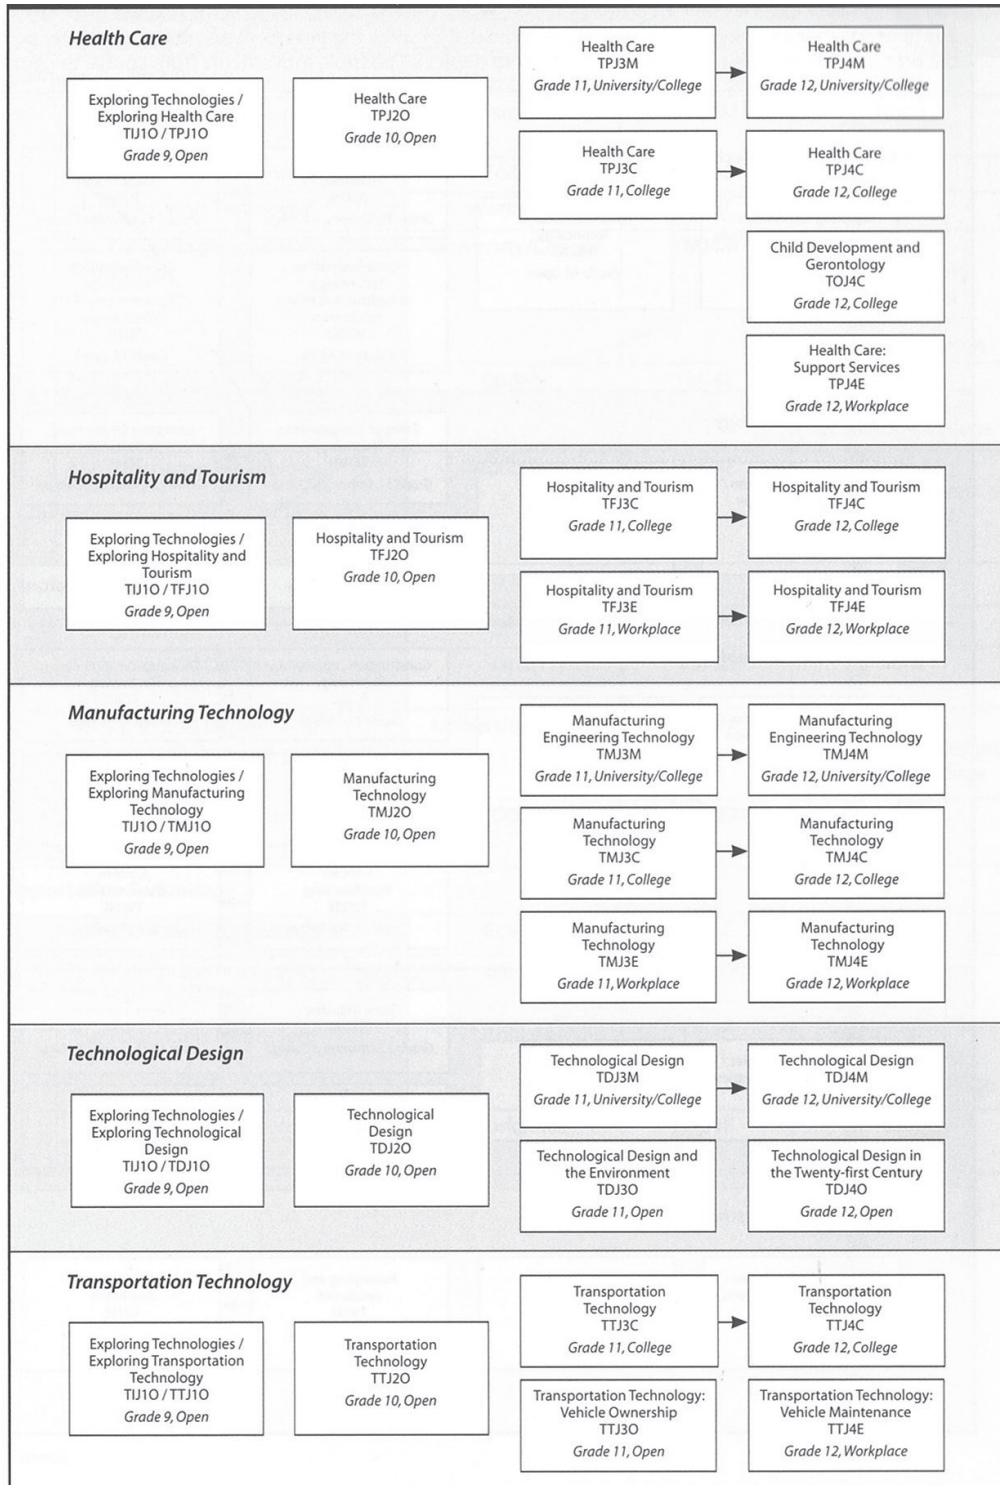 Health Care
Exploring Technologies /
Exploring Health Care
TIJ1O / TPJ1O
Grade 9, Open
Health Care
TPJ2O
Grade 10, Open
Health Care
TPJ3M
Grade 11, University/College
Health Care
TPJ4M
Grade 12, University/College
Health Care
TPJ3C
Grade 11, College
Health Care
TPJ4C
Grade 12, College
Child Development and
Gerontology
TOJ4C
Grade 12, College
Health Care:
Support Services
TPJ4E
Grade 12, Workplace
Hospitality and Tourism
Exploring Technologies /
Exploring Hospitality and
Tourism
TIJ1O / TFJ1O
Grade 9, Open
Hospitality and Tourism
TFJ2O
Grade 10, Open
Hospitality and Tourism
TFJ3C
Grade 11, College
Hospitality and Tourism
TFJ4C
Grade 12, College
Hospitality and Tourism
TFJ3E
Grade 11, Workplace
Hospitality and Tourism
TFJ4E
Grade 12, Workplace
Manufacturing Technology
Exploring Technologies /
Exploring Manufacturing
Technology
TIJ1O / TMJ1O
Grade 9, Open
Manufacturing
Technology
TMJ2O
Grade 10, Open
Manufacturing
Engineering Technology
TMJ3M
Grade 11, University/College
Manufacturing
Engineering Technology
TMJ4M
Grade 12, University/College
Manufacturing
Technology
TMJ3C
Grade 11, College
Manufacturing
Technology
TMJ4C
Grade 12, College
Manufacturing
Technology
TMJ3E
Grade 11, Workplace
Manufacturing
Technology
TMJ4E
Grade 12, Workplace
Technological Design
Exploring Technologies /
Exploring Technological
Design
TIJ1O / TDJ1O
Grade 9, Open
Technological
Design
TDJ2O
Grade 10, Open
Technological Design
TDJ3M
Grade 11, University/College
Technological Design
TDJ4M
Grade 12, University/College
Technological Design and
the Environment
TDJ3O
Grade 11, Open
Technological Design in
the Twenty-first Century
TDJ4O
Grade 12, Open
Transportation Technology
Exploring Technologies /
Exploring Transportation
Technology
TIJ1O / TTJ1O
Grade 9, Open
Transportation
Technology
TTJ2O
Grade 10, Open
Transportation
Technology
TTJ3C
Grade 11, College
Transportation
Technology
TTJ4C
Grade 12, College
Transportation Technology:
Vehicle Ownership
TTJ3O
Grade 11, Open
Transportation Technology:
Vehicle Maintenance
TTJ4E
Grade 12, Workplace